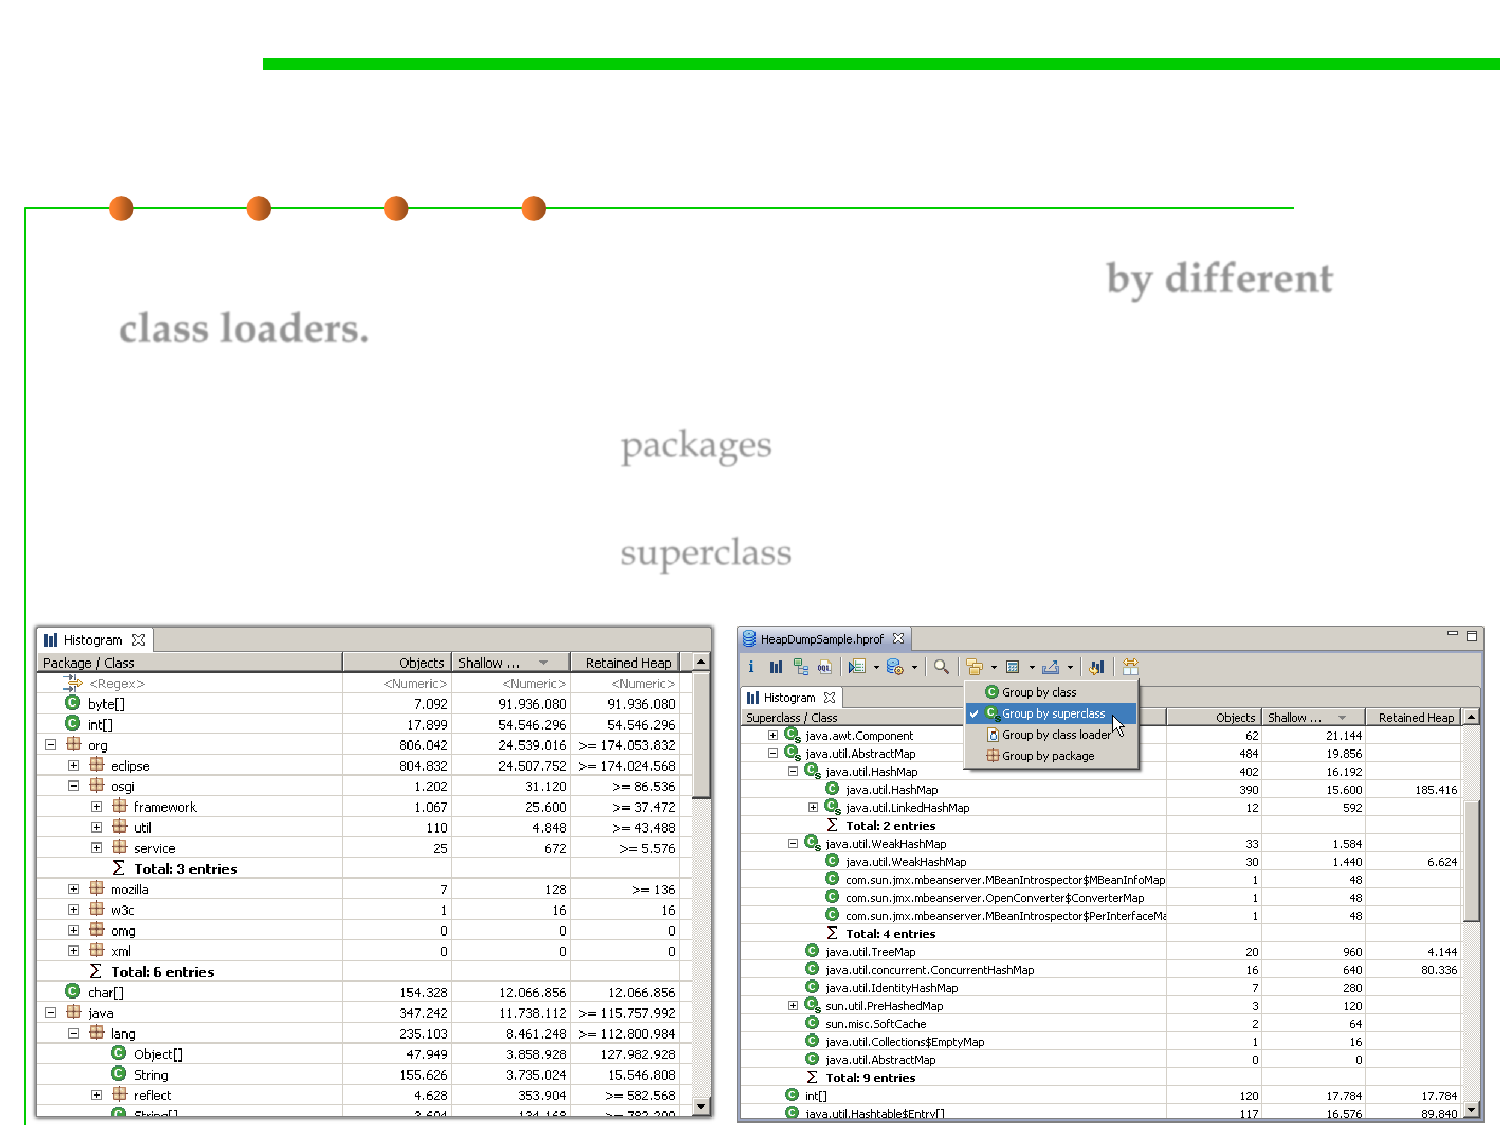 by different
class loaders.
packages
superclass
Histogram
Package / Class Objects Shallow ... Retained Heap
<Regex> <Numeric> <Numeric> <Numeric>
byte[] 7.092 91.936.080 91.936.080
int[] 17.899 54.546.296 54.546.296
org 806.042 24.539.016 >= 174.053.832
eclipse 804.832 24.507.752 >= 174.024.568
osgi 1.202 31.120 >= 86.536
framework 1.067 25.600 >= 37.472
util 110 4.848 >= 43.488
service 25 672 >= 5.576
Σ Total: 3 entries
mozilla 7 128 >= 136
w3c 1 16 16
omg 0 0 0
xml 0 0 0
Σ Total: 6 entries
char[] 154.328 12.066.856 12.066.856
java 347.242 11.738.112 >= 115.757.992
lang 235.103 8.461.248 >= 112.800.984
Object[] 47.949 3.858.928 127.982.928
String 155.626 3.735.024 15.546.808
reflect 4.628 353.904 >= 582.568
String[]
HeapDumpSample.hprof
Histogram
Group by class
Group by superclass
Group by class loader
Group by package
Superclass / Class Objects Shallow ... Retained Heap
java.awt.Component 62 21.144
java.util.AbstractMap 484 19.856
java.util.HashMap 402 16.192
java.util.HashMap 390 15.600 185.416
java.util.LinkedHashMap 12 592
Σ Total: 2 entries
java.util.WeakHashMap 33 1.584
java.util.WeakHashMap 30 1.440 6.624
com.sun.jmx.mbeanserver.MBeanIntrospector$MBeanInfoMap 1 48
com.sun.jmx.mbeanserver.OpenConverter$ConverterMap 1 48
com.sun.jmx.mbeanserver.MBeanIntrospector$PerInterfaceMa 1 48
Σ Total: 4 entries
java.util.TreeMap 20 960 4.144
java.util.concurrent.ConcurrentHashMap 16 640 80.336
java.util.IdentityHashMap 7 280
sun.util.PreHashedMap 3 120
sun.misc.SoftCache 2 64
java.util.Collections$EmptyMap 1 16
java.util.AbstractMap 0 0
Σ Total: 9 entries
int[] 120 17.784 17.784
java.util.Hashtable$Entry[] 117 16.576 89.840